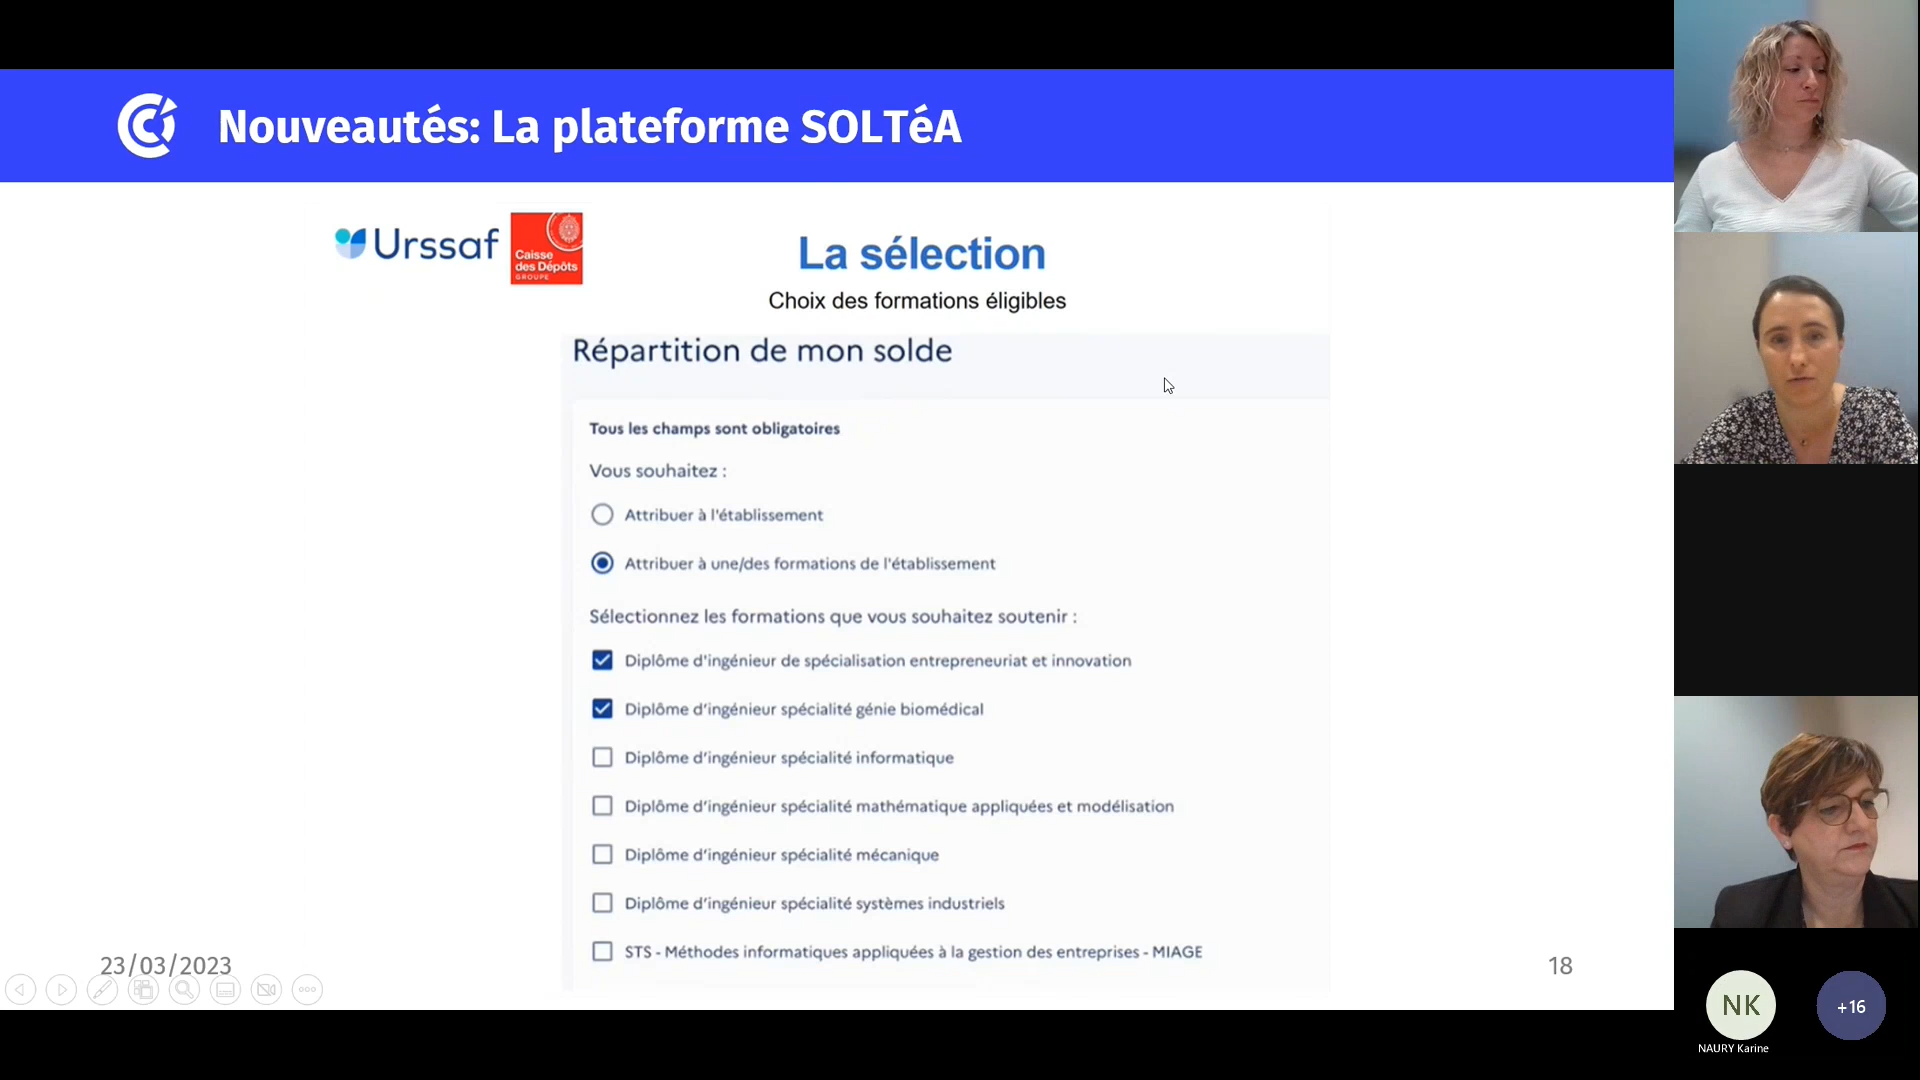 Nouveautés: La plateforme SOLTéA
Urssaf
Caisse
des Dépôts
GROUPE
La sélection
Choix des formations éligibles
Répartition de mon solde
Tous les champs sont obligatoires
Vous souhaitez :
Attribuer à l'établissement
Attribuer à une/des formations de l'établissement
Sélectionnez les formations que vous souhaitez soutenir :
Diplôme d'ingénieur de spécialisation entrepreneuriat et innovation
Diplôme d’ingénieur spécialité génie biomédical
Diplôme d’ingénieur spécialité informatique
Diplôme d’ingénieur spécialité mathématique appliquées et modélisation
Diplôme d’ingénieur spécialité mécanique
Diplôme d’ingénieur spécialité systèmes industriels
STS - Méthodes informatiques appliquées à la gestion des entreprises - MIAGE
23/03/2023
18
NK
+16
NAURY Karine